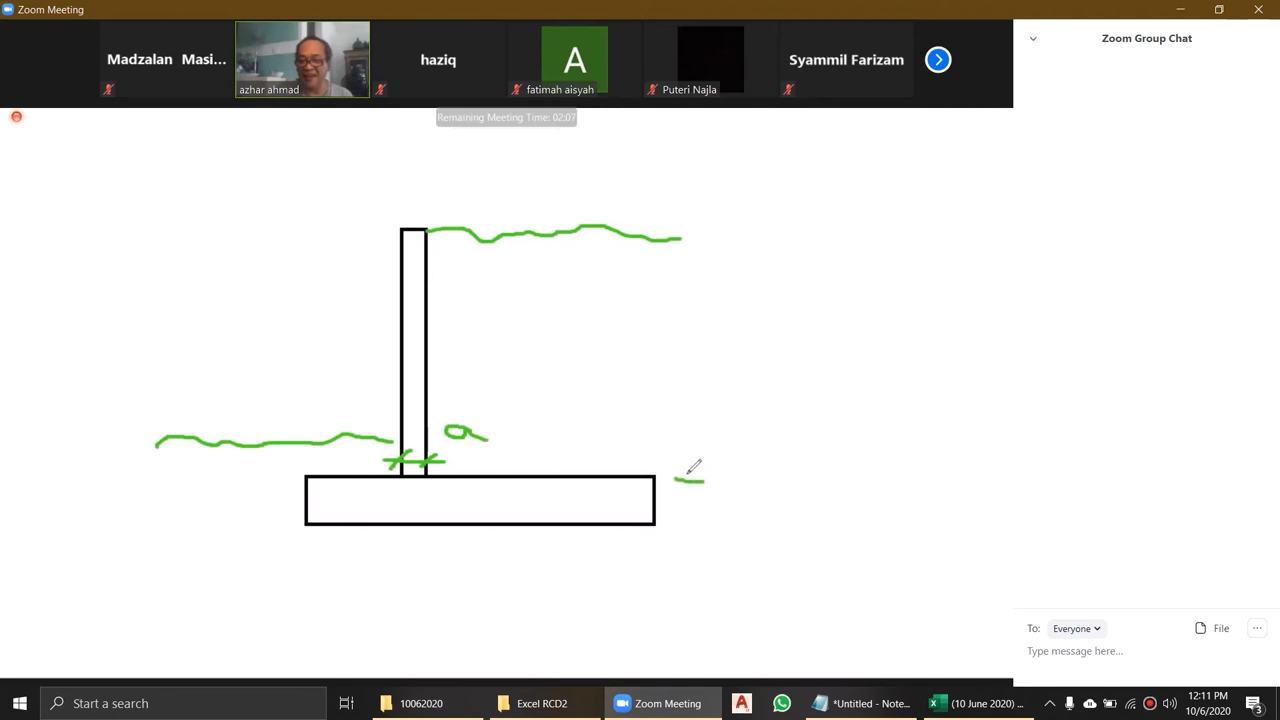 Zoom Meeting
Madzalan Masi...
azhar ahmad
haziq
A
fatimah aisyah
Puteri Najla
Syammil Farizam
Remaining Meeting Time: 02:07
Zoom Group Chat
a
To: Everyone
File
Type message here...
Start a search
10062020
Excel RCD2
Zoom Meeting
*Untitled - Note...
(10 June 2020) ...
12:11 PM
10/6/2020
3